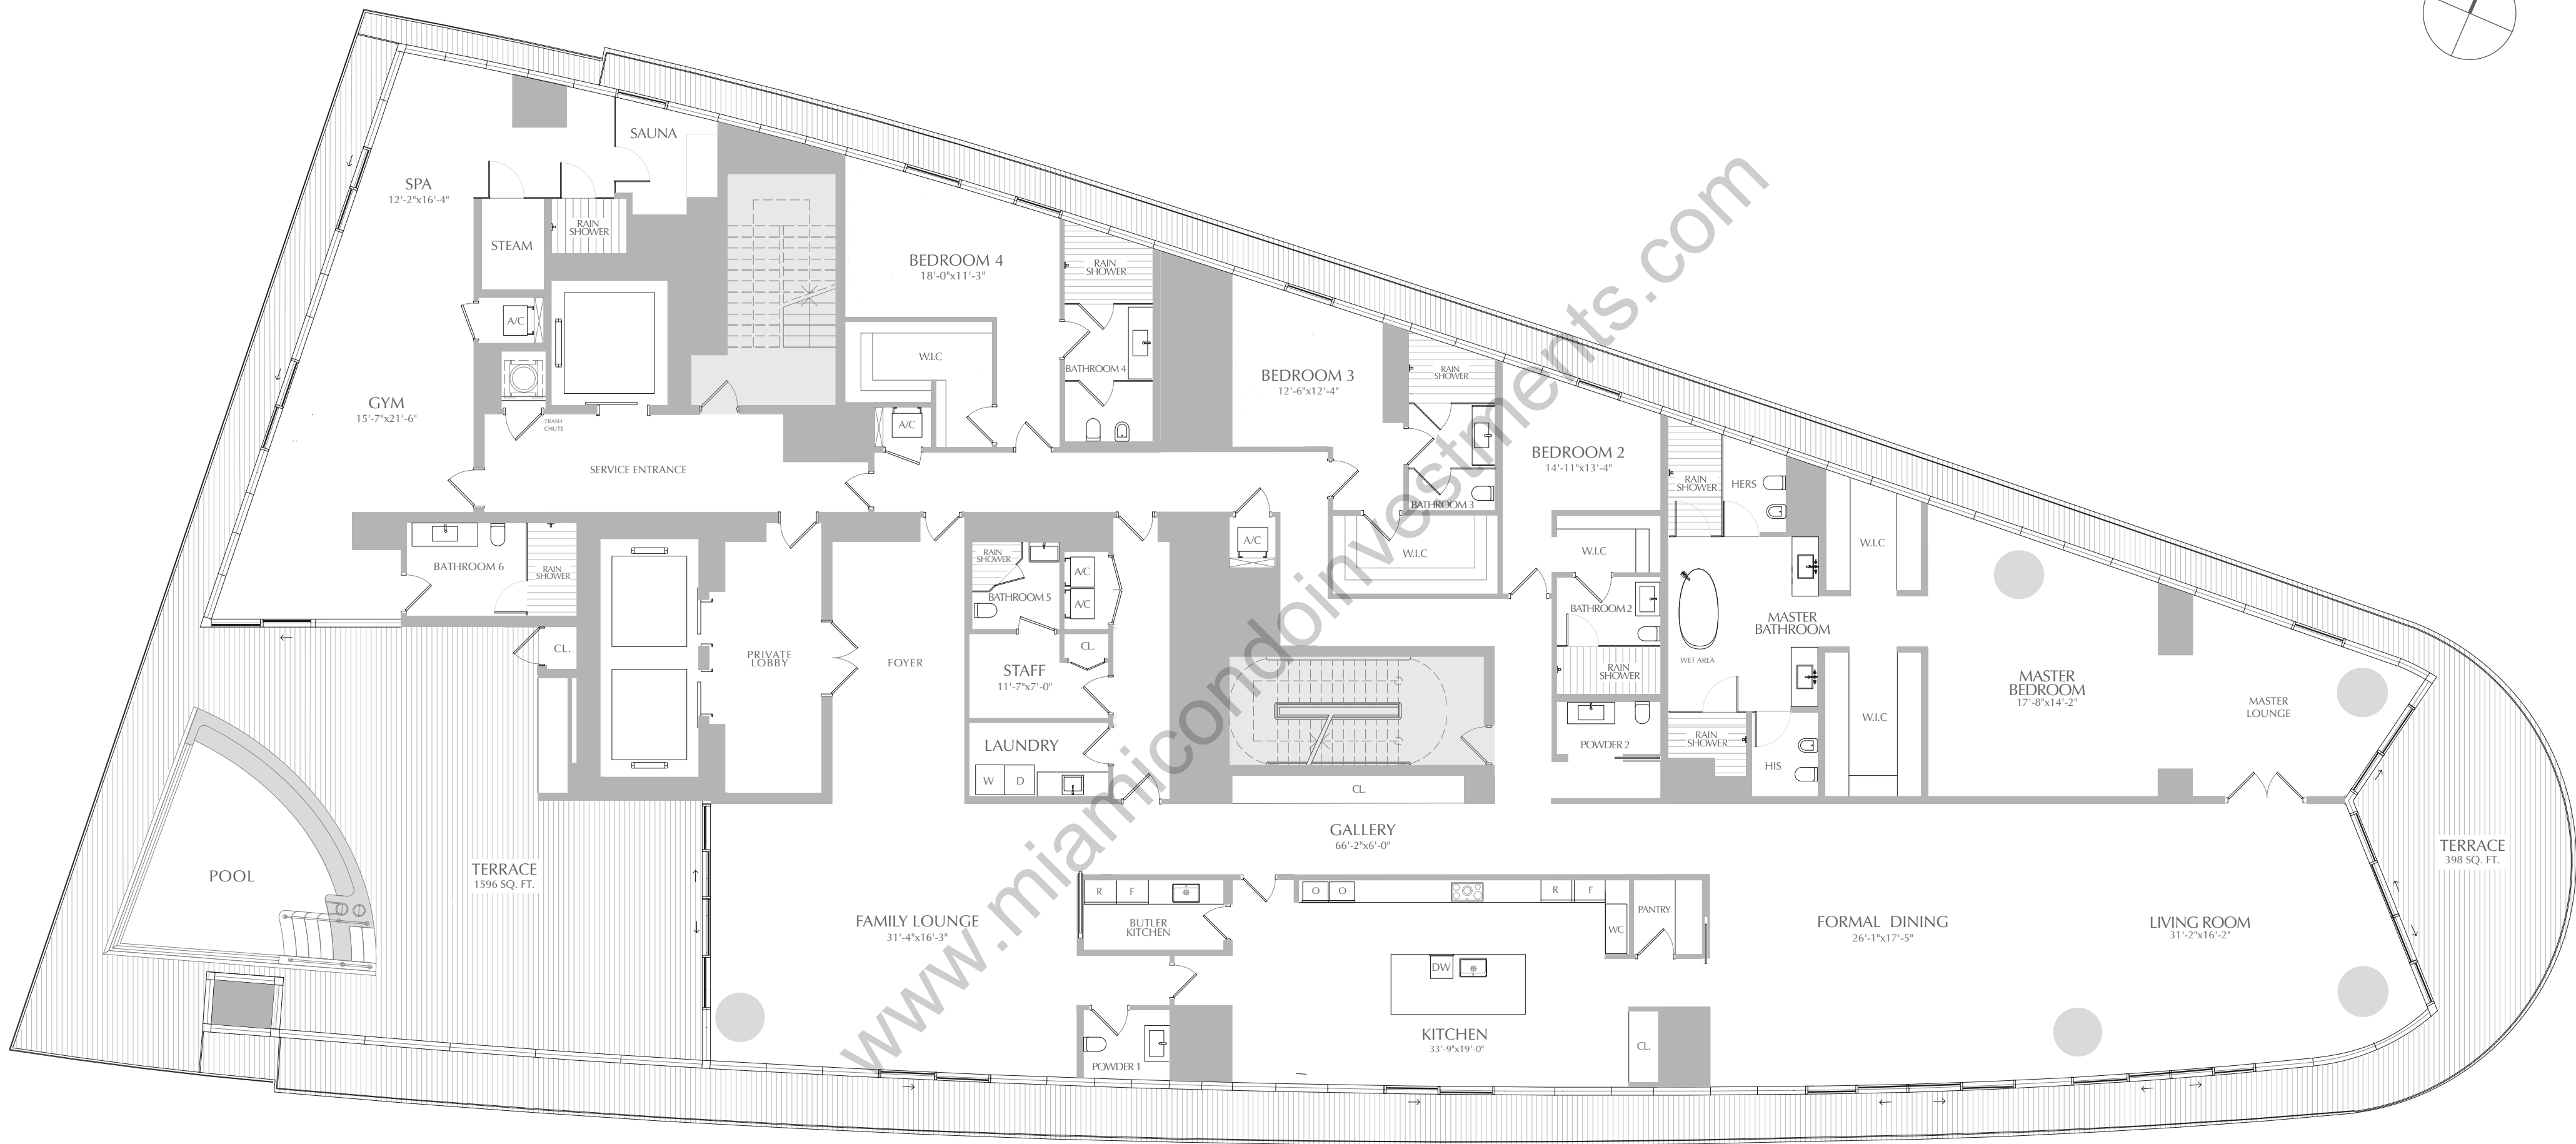 SAUNA
SPA
12'-2"x16'-4"
RAIN
SHOWER
STEAM
BEDROOM 4
18'-0"x11'-3"
RAIN
SHOWER
A/C
W.I.C
BATHROOM 4
BEDROOM 3
12'-6"x12'-4"
RAIN
SHOWER
GYM
15'-7"x21'-6"
TRASH
CHUTE
A/C
SERVICE ENTRANCE
BEDROOM 2
14'-11"x13'-4"
RAIN
SHOWER
HERS
BATHROOM 3
W.I.C
W.I.C
W.I.C
A/C
BATHROOM 6
RAIN
SHOWER
RAIN
SHOWER
A/C
A/C
BATHROOM 5
BATHROOM 2
MASTER
BATHROOM
WET AREA
CL.
PRIVATE
LOBBY
FOYER
CL.
STAFF
11'-7"x7'-0"
RAIN
SHOWER
MASTER
BEDROOM
17'-8"x14'-2"
MASTER
LOUNGE
W.I.C
LAUNDRY
W
D
POWDER 2
RAIN
SHOWER
HIS
CL.
GALLERY
66'-2"x6'-0"
TERRACE
398 SQ. FT.
POOL
TERRACE
1596 SQ. FT.
R
F
O
O
R
F
FAMILY LOUNGE
31'-4"x16'-3"
BUTLER
KITCHEN
WC
PANTRY
FORMAL DINING
26'-1"x17'-5"
LIVING ROOM
31'-2"x16'-2"
DW
KITCHEN
33'-9"x19'-0"
CL.
POWDER 1
www.miamicondoinvestments.com